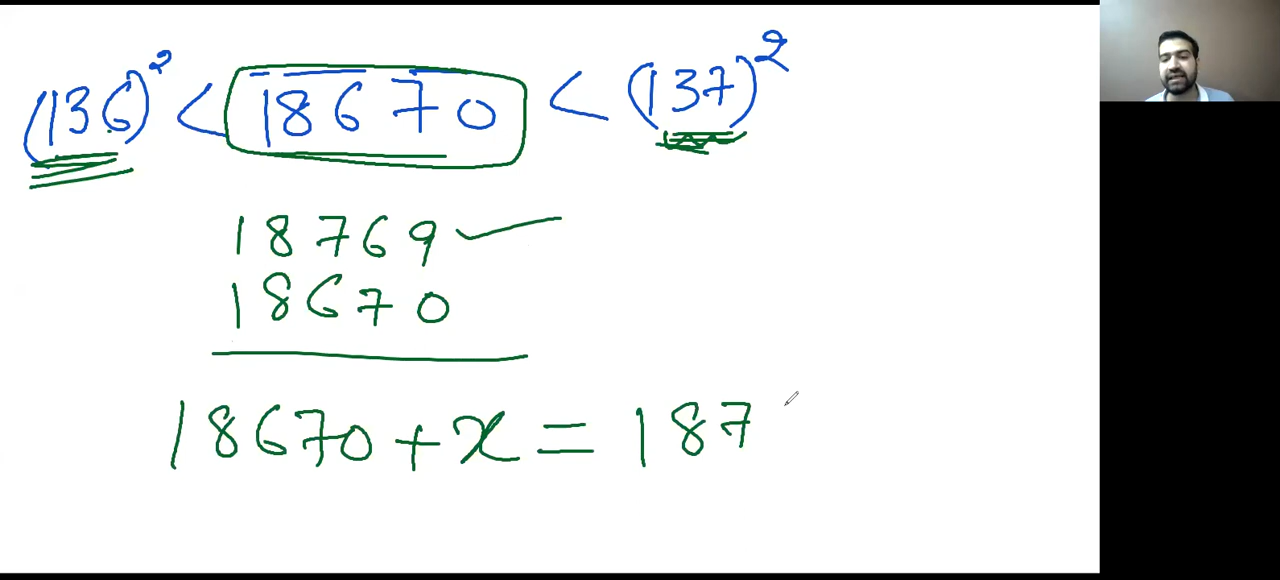 (136)² < 18670 < (137)²
18769
18670
18670 + x = 187